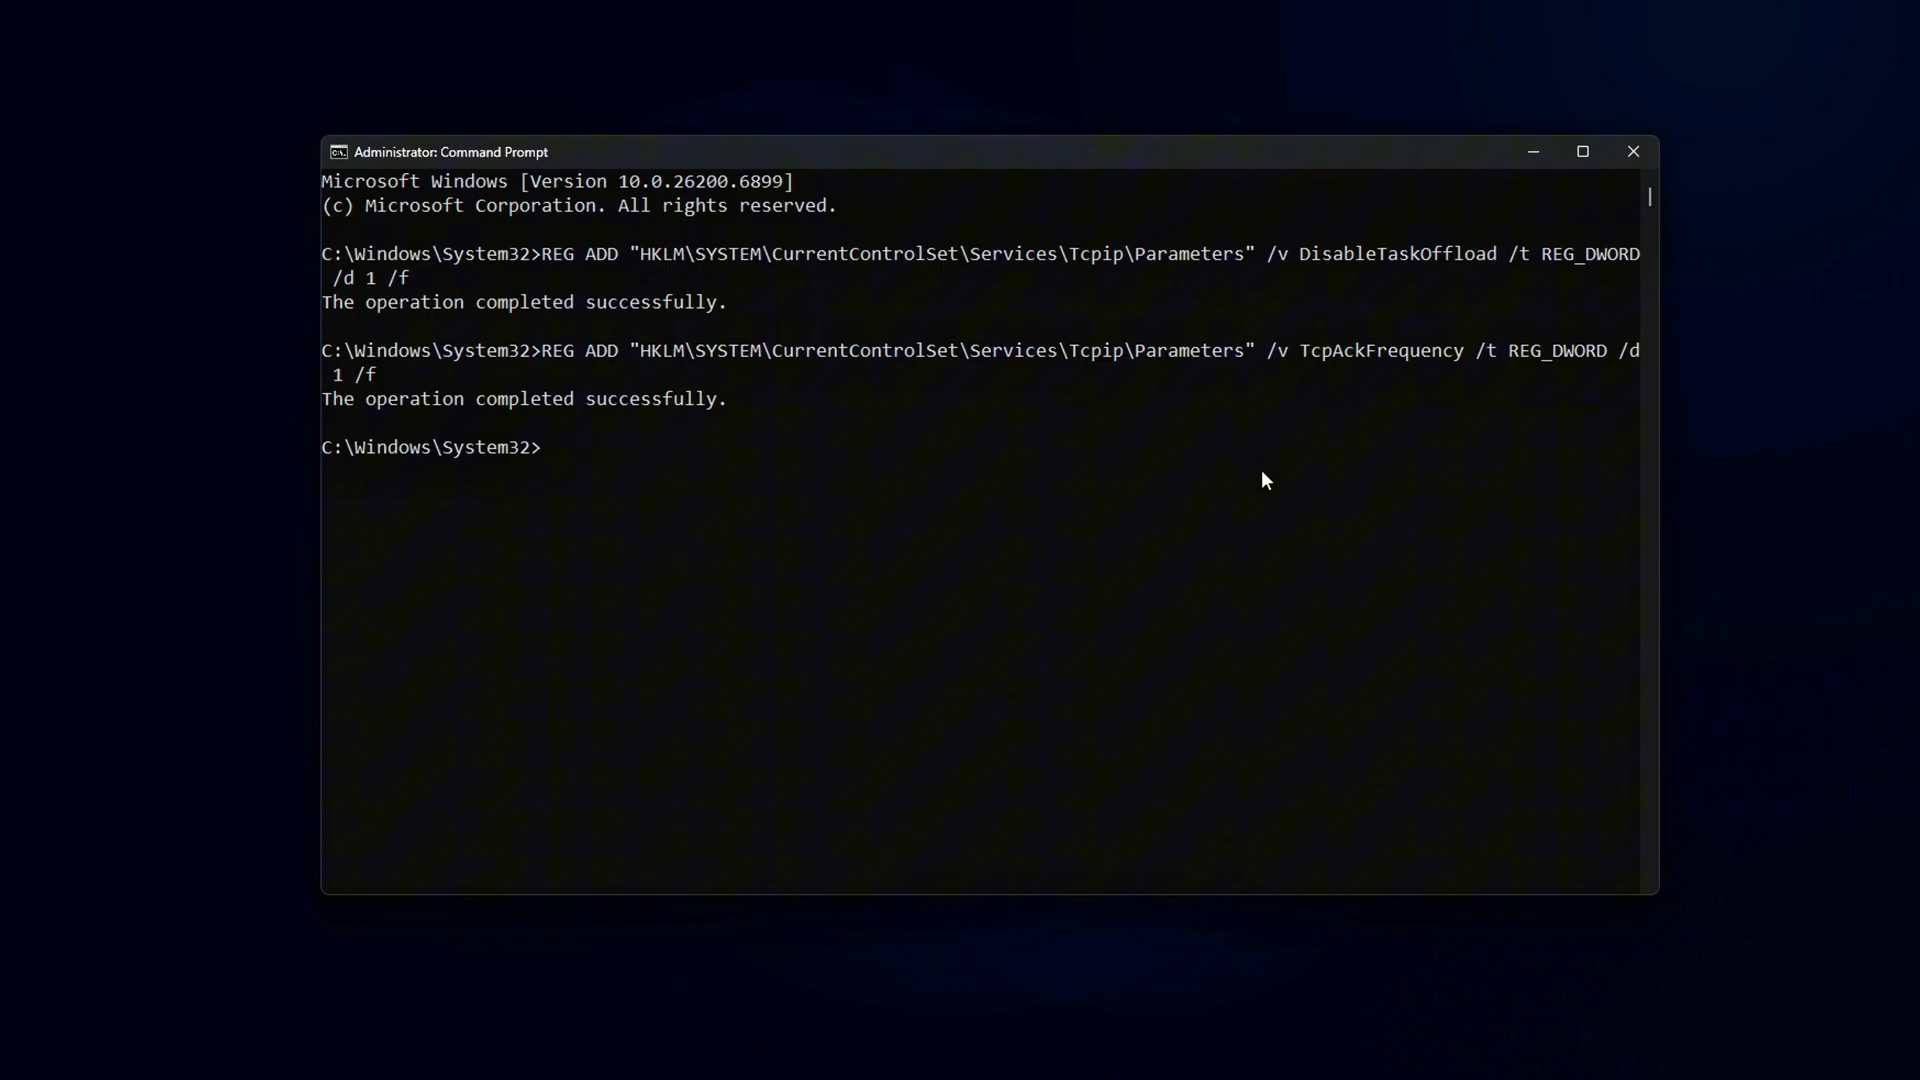 Administrator: Command Prompt
Microsoft Windows [Version 10.0.26200.6899]
(c) Microsoft Corporation. All rights reserved.
C:\Windows\System32>REG ADD "HKLM\SYSTEM\CurrentControlSet\Services\Tcpip\Parameters" /v DisableTaskOffload /t REG_DWORD
/d 1 /f
The operation completed successfully.
C:\Windows\System32>REG ADD "HKLM\SYSTEM\CurrentControlSet\Services\Tcpip\Parameters" /v TcpAckFrequency /t REG_DWORD /d
1 /f
The operation completed successfully.
C:\Windows\System32>